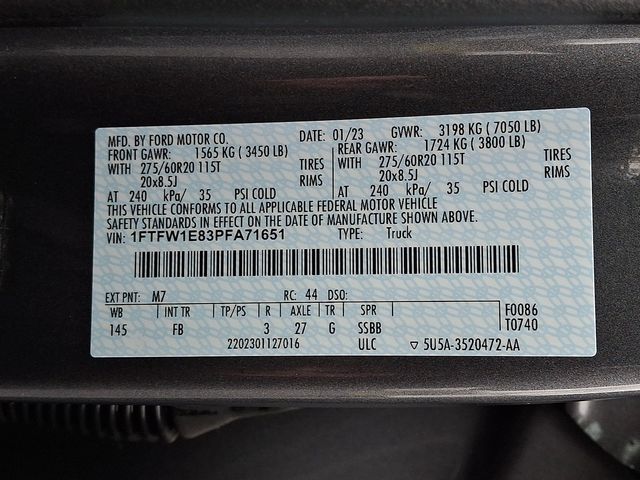 MFD. BY FORD MOTOR CO. DATE: 01/23 GVWR: 3198 KG ( 7050 LB)
FRONT GAWR: 1565 KG ( 3450 LB) REAR GAWR: 1724 KG ( 3800 LB)
WITH 275/60R20 115T TIRES WITH 275/60R20 115T TIRES
20x8.5J RIMS 20x8.5J RIMS
AT 240 kPa/ 35 PSI COLD AT 240 kPa/ 35 PSI COLD
THIS VEHICLE CONFORMS TO ALL APPLICABLE FEDERAL MOTOR VEHICLE
SAFETY STANDARDS IN EFFECT ON THE DATE OF MANUFACTURE SHOWN ABOVE.
VIN: 1FTFW1E83PFA71651 TYPE: Truck
EXT PNT: M7 RC: 44 DSO:
WB INT TR TP/PS R AXLE TR SPR F0086
145 FB 3 27 G SSBB T0740
2202301127016 ULC ▽ 5U5A-3520472-AA